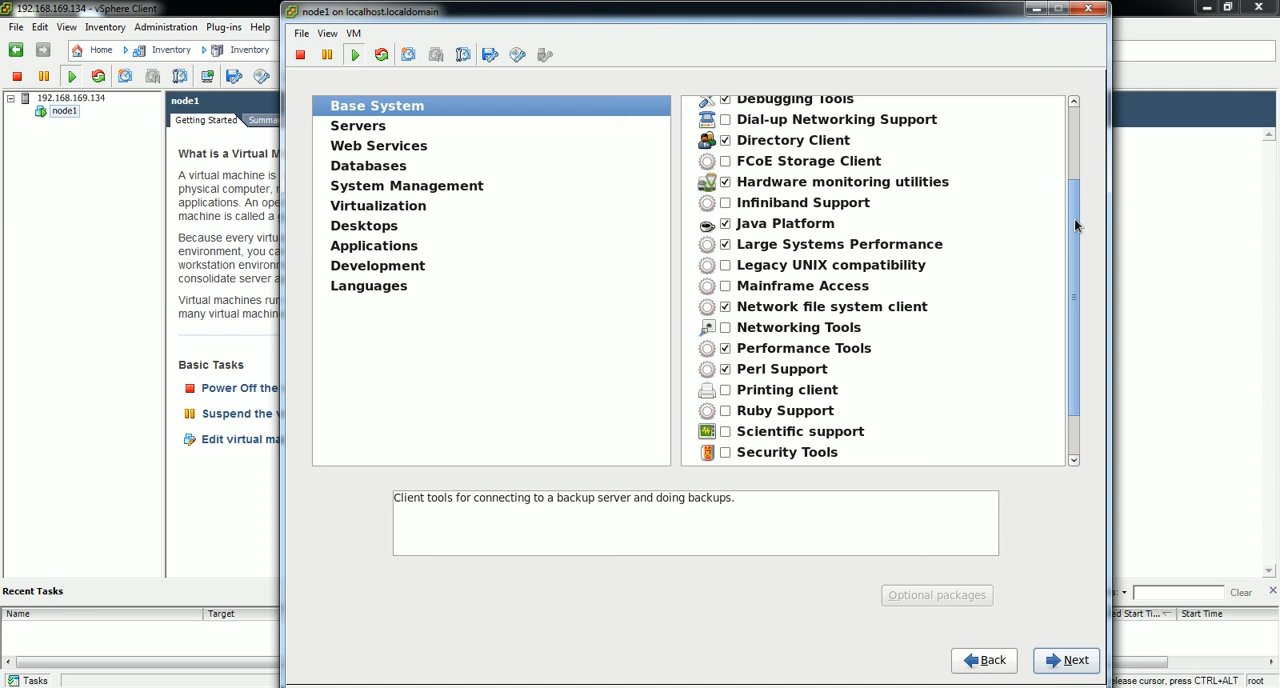 192.168.169.134 - vSphere Client
node1 on localhost.localdomain
File Edit View Inventory Administration Plug-ins Help
File View VM
Home Inventory Inventory
192.168.169.134
node1
node1
Getting Started Summa
What is a Virtual M
A virtual machine is
physical computer,
applications. An ope
machine is called a
Because every virtu
environment, you ca
workstation environ
consolidate server a
Virtual machines run
many virtual machin
Basic Tasks
Power Off the
Suspend the v
Edit virtual ma
Base System
Servers
Web Services
Databases
System Management
Virtualization
Desktops
Applications
Development
Languages
Debugging Tools
Dial-up Networking Support
Directory Client
FCoE Storage Client
Hardware monitoring utilities
Infiniband Support
Java Platform
Large Systems Performance
Legacy UNIX compatibility
Mainframe Access
Network file system client
Networking Tools
Performance Tools
Perl Support
Printing client
Ruby Support
Scientific support
Security Tools
Client tools for connecting to a backup server and doing backups.
Optional packages
Back Next
Recent Tasks
Clear
Name Target
ed Start Ti... Start Time
Tasks
elease cursor, press CTRL+ALT root